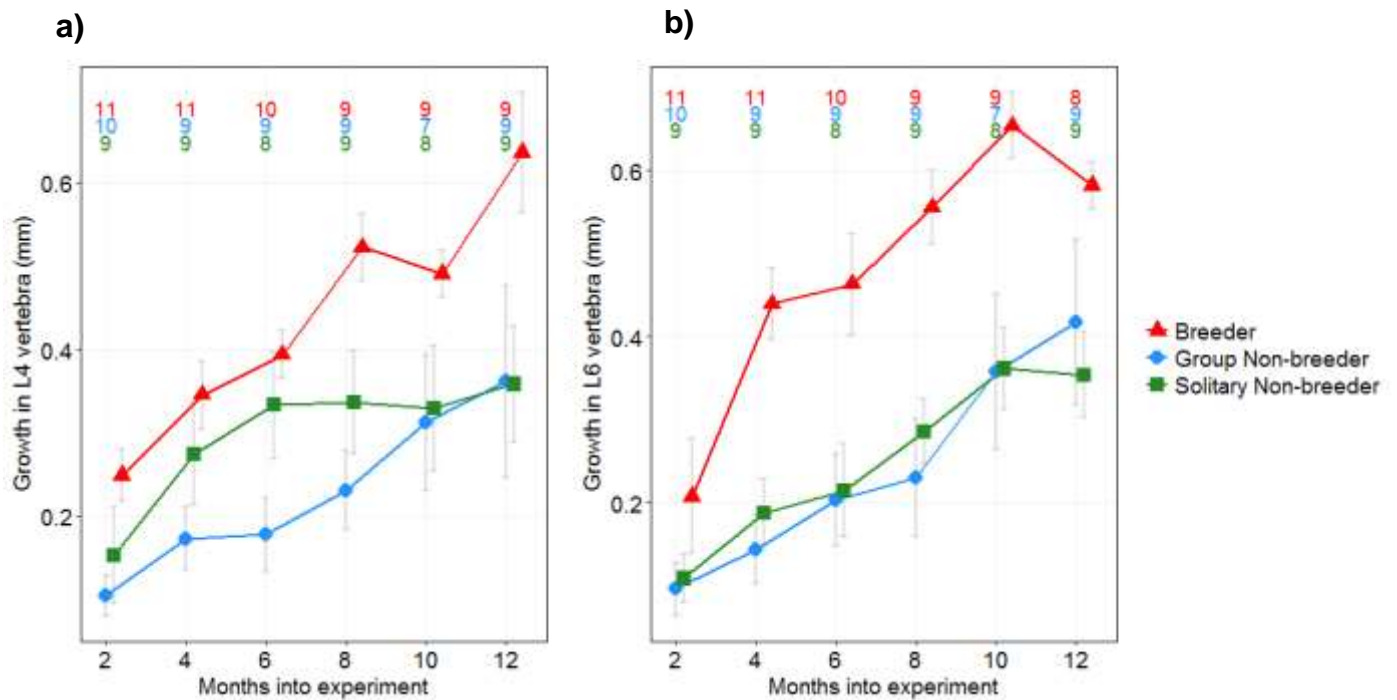 a)
11 11 10 9 9 9
10 9 9 9 7 9
9 9 8 9 8 9
0.6
0.4
0.2
Growth in L4 vertebra (mm)
2 4 6 8 10 12
Months into experiment
b)
11 11 10 9 9 8
10 9 9 9 7 9
9 9 8 9 8 9
0.6
0.4
0.2
Growth in L6 vertebra (mm)
2 4 6 8 10 12
Months into experiment
Breeder
Group Non-breeder
Solitary Non-breeder